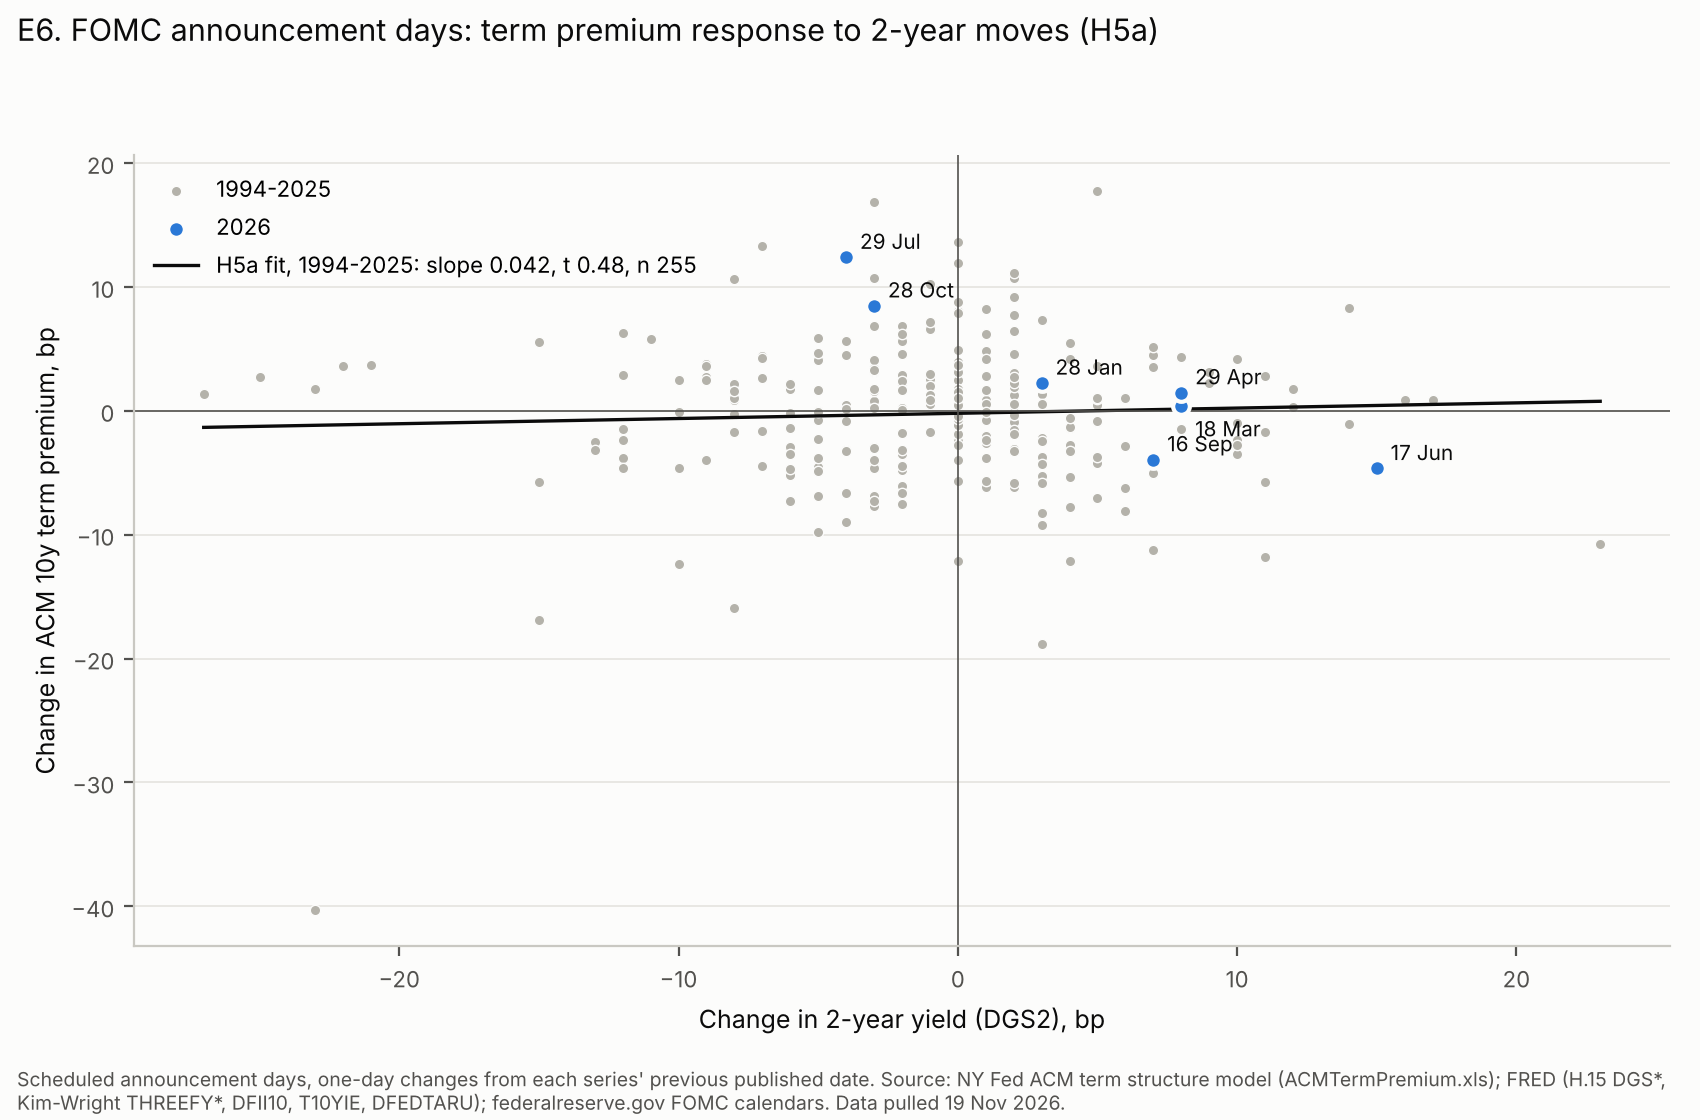 E6. FOMC announcement days: term premium response to 2-year moves (H5a)
1994-2025
2026
H5a fit, 1994-2025: slope 0.042, t 0.48, n 255
20
10
0
−10
−20
−30
−40
Change in ACM 10y term premium, bp
29 Jul
28 Oct
28 Jan
29 Apr
18 Mar
16 Sep
17 Jun
−20
−10
0
10
20
Change in 2-year yield (DGS2), bp
Scheduled announcement days, one-day changes from each series' previous published date. Source: NY Fed ACM term structure model (ACMTermPremium.xls); FRED (H.15 DGS*,
Kim-Wright THREEFY*, DFII10, T10YIE, DFEDTARU); federalreserve.gov FOMC calendars. Data pulled 19 Nov 2026.